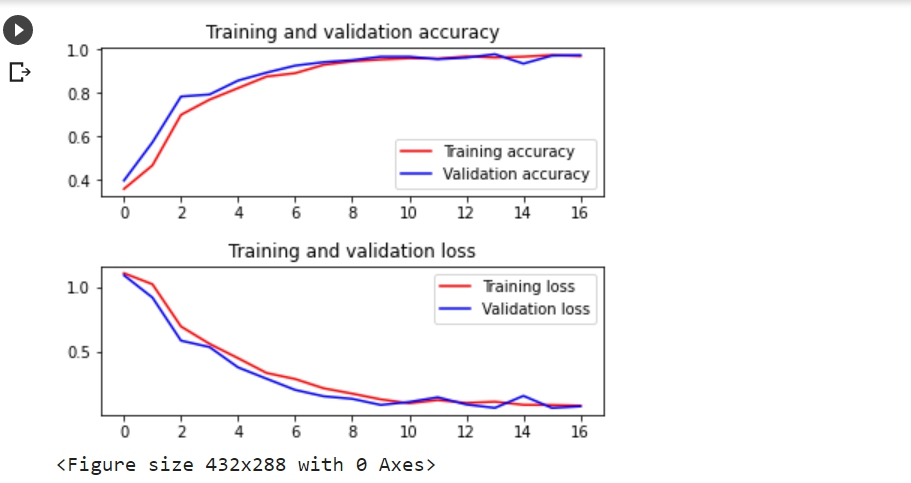 Training and validation accuracy
1.0
0.8
0.6
0.4
Training accuracy
Validation accuracy
0 2 4 6 8 10 12 14 16
Training and validation loss
1.0
0.5
Training loss
Validation loss
0 2 4 6 8 10 12 14 16
<Figure size 432x288 with 0 Axes>